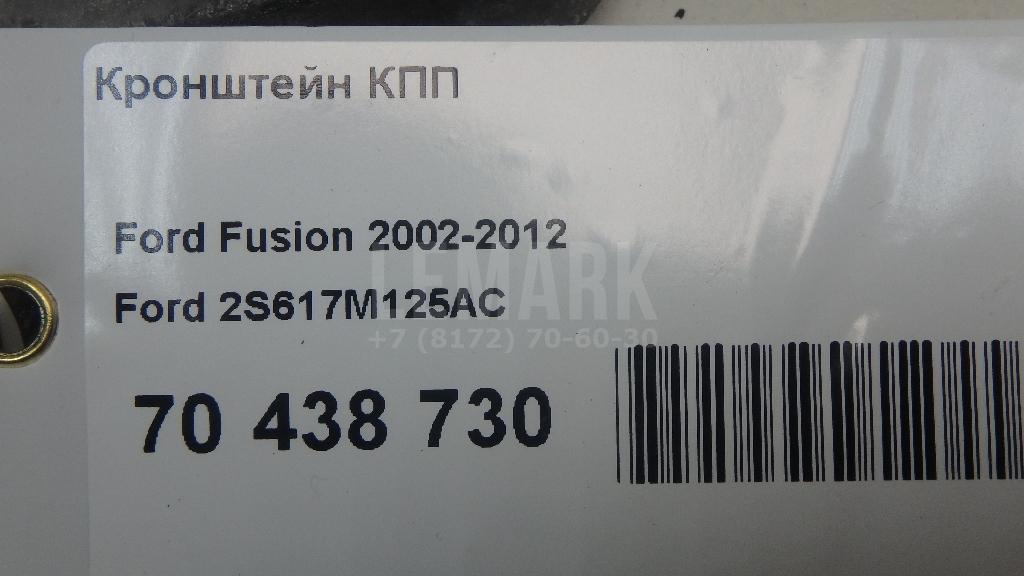 Кронштейн КПП
Ford Fusion 2002-2012
LEMARK
Ford 2S617M125AC
+7 (8172) 70-60-30
70 438 730